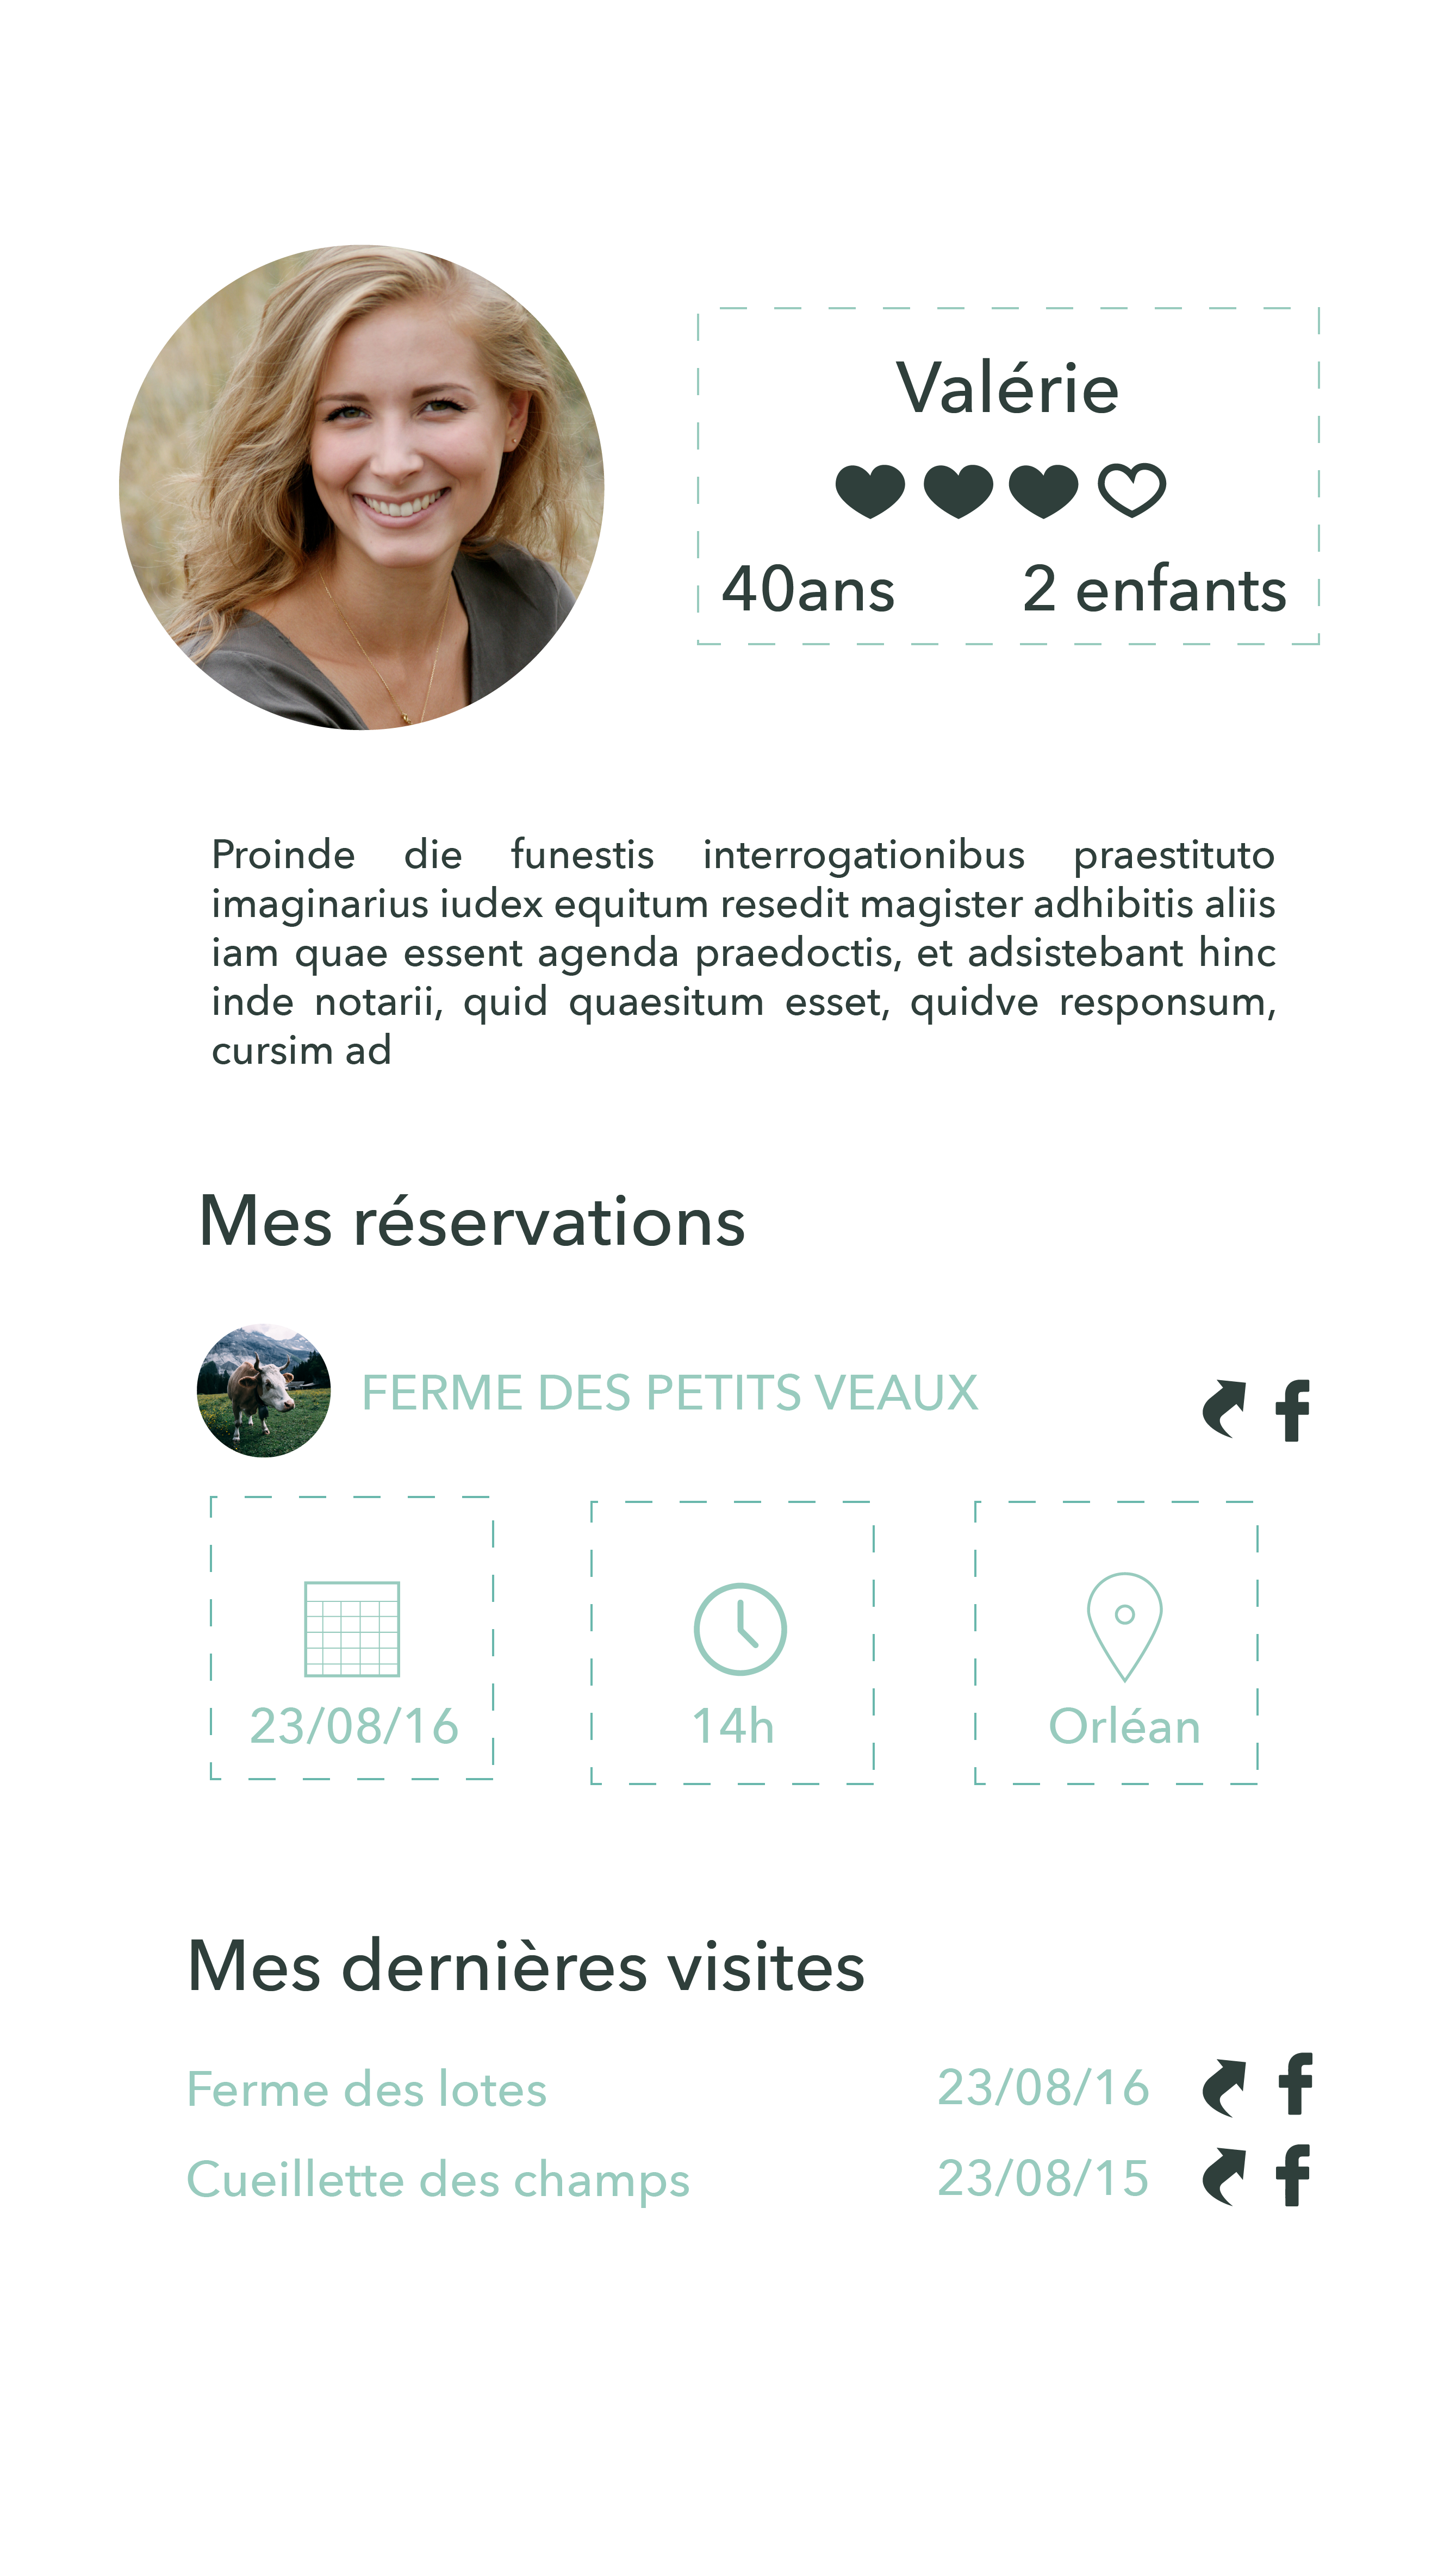 Valérie
40ans 2 enfants
Proinde die funestis interrogationibus praestituto
imaginarius iudex equitum resedit magister adhibitis aliis
iam quae essent agenda praedoctis, et adsistebant hinc
inde notarii, quid quaesitum esset, quidve responsum,
cursim ad
Mes réservations
FERME DES PETITS VEAUX
23/08/16 14h Orléan
Mes dernières visites
Ferme des lotes 23/08/16
Cueillette des champs 23/08/15